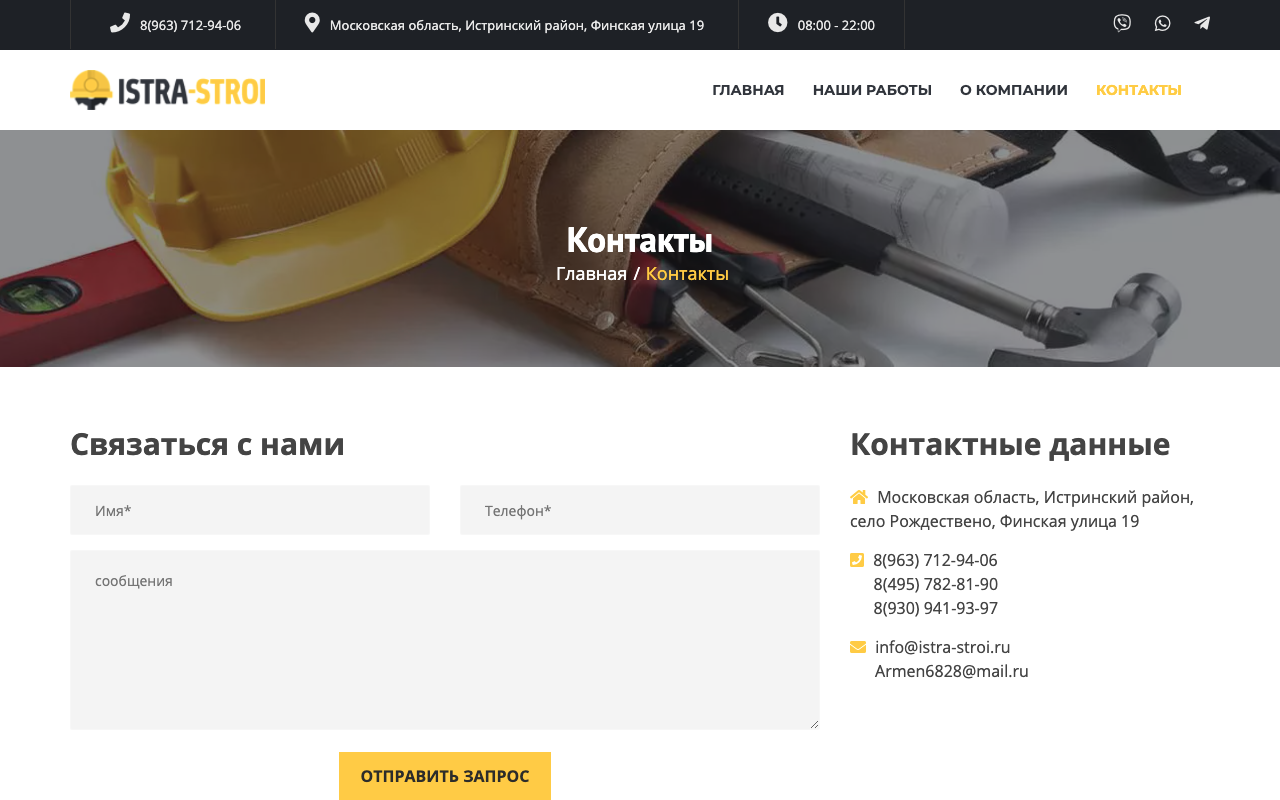 8(963) 712-94-06
Московская область, Истринский район, Финская улица 19
08:00 - 22:00
ISTRA-STROI
ГЛАВНАЯ
НАШИ РАБОТЫ
О КОМПАНИИ
КОНТАКТЫ
Контакты
Главная / Контакты
Связаться с нами
Имя*
Телефон*
сообщения
ОТПРАВИТЬ ЗАПРОС
Контактные данные
Московская область, Истринский район,
село Рождествено, Финская улица 19
8(963) 712-94-06
8(495) 782-81-90
8(930) 941-93-97
info@istra-stroi.ru
Armen6828@mail.ru